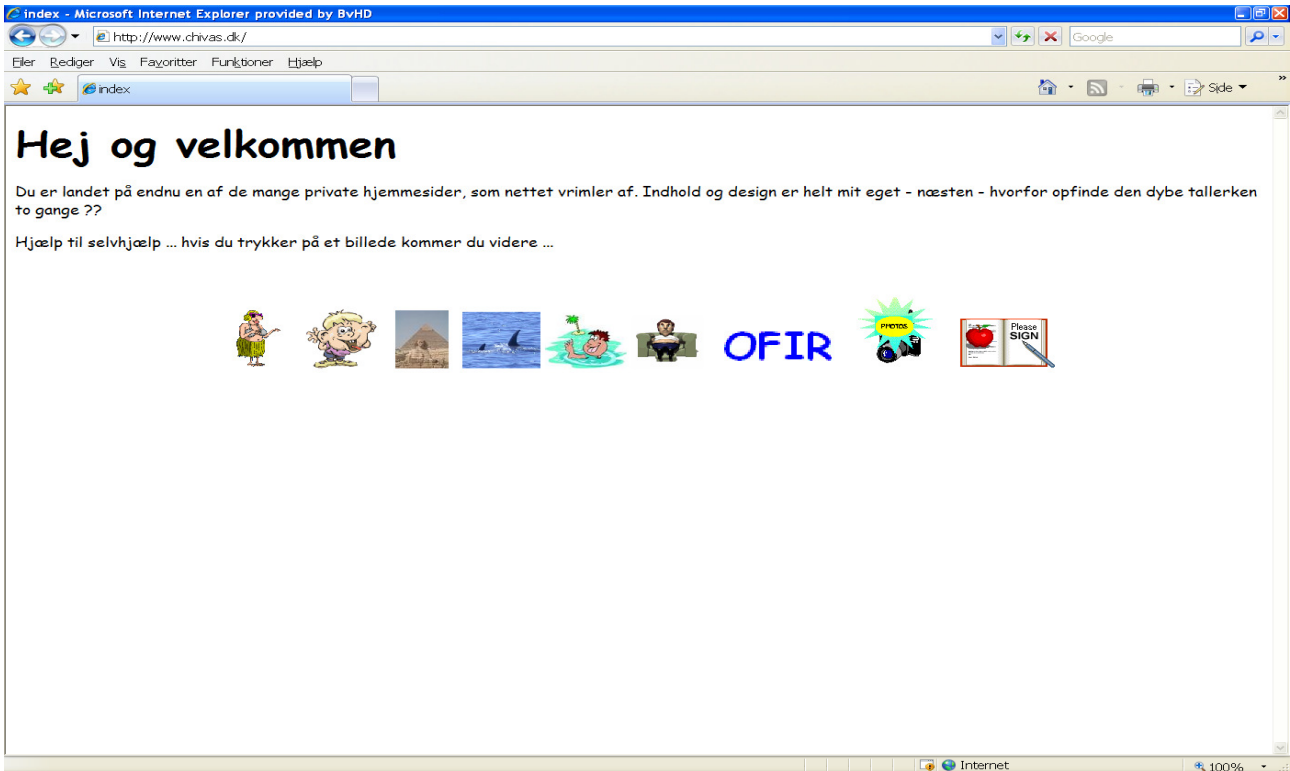 index - Microsoft Internet Explorer provided by BvHD
http://www.chivas.dk/
Google
Filer Rediger Vis Favoritter Funktioner Hjælp
index
Side
Hej og velkommen
Du er landet på endnu en af de mange private hjemmesider, som nettet vrimler af. Indhold og design er helt mit eget - næsten - hvorfor opfinde den dybe tallerken
to gange ??
Hjælp til selvhjælp ... hvis du trykker på et billede kommer du videre ...
OFIR
PHOTOS
Please
SIGN
Internet
100%